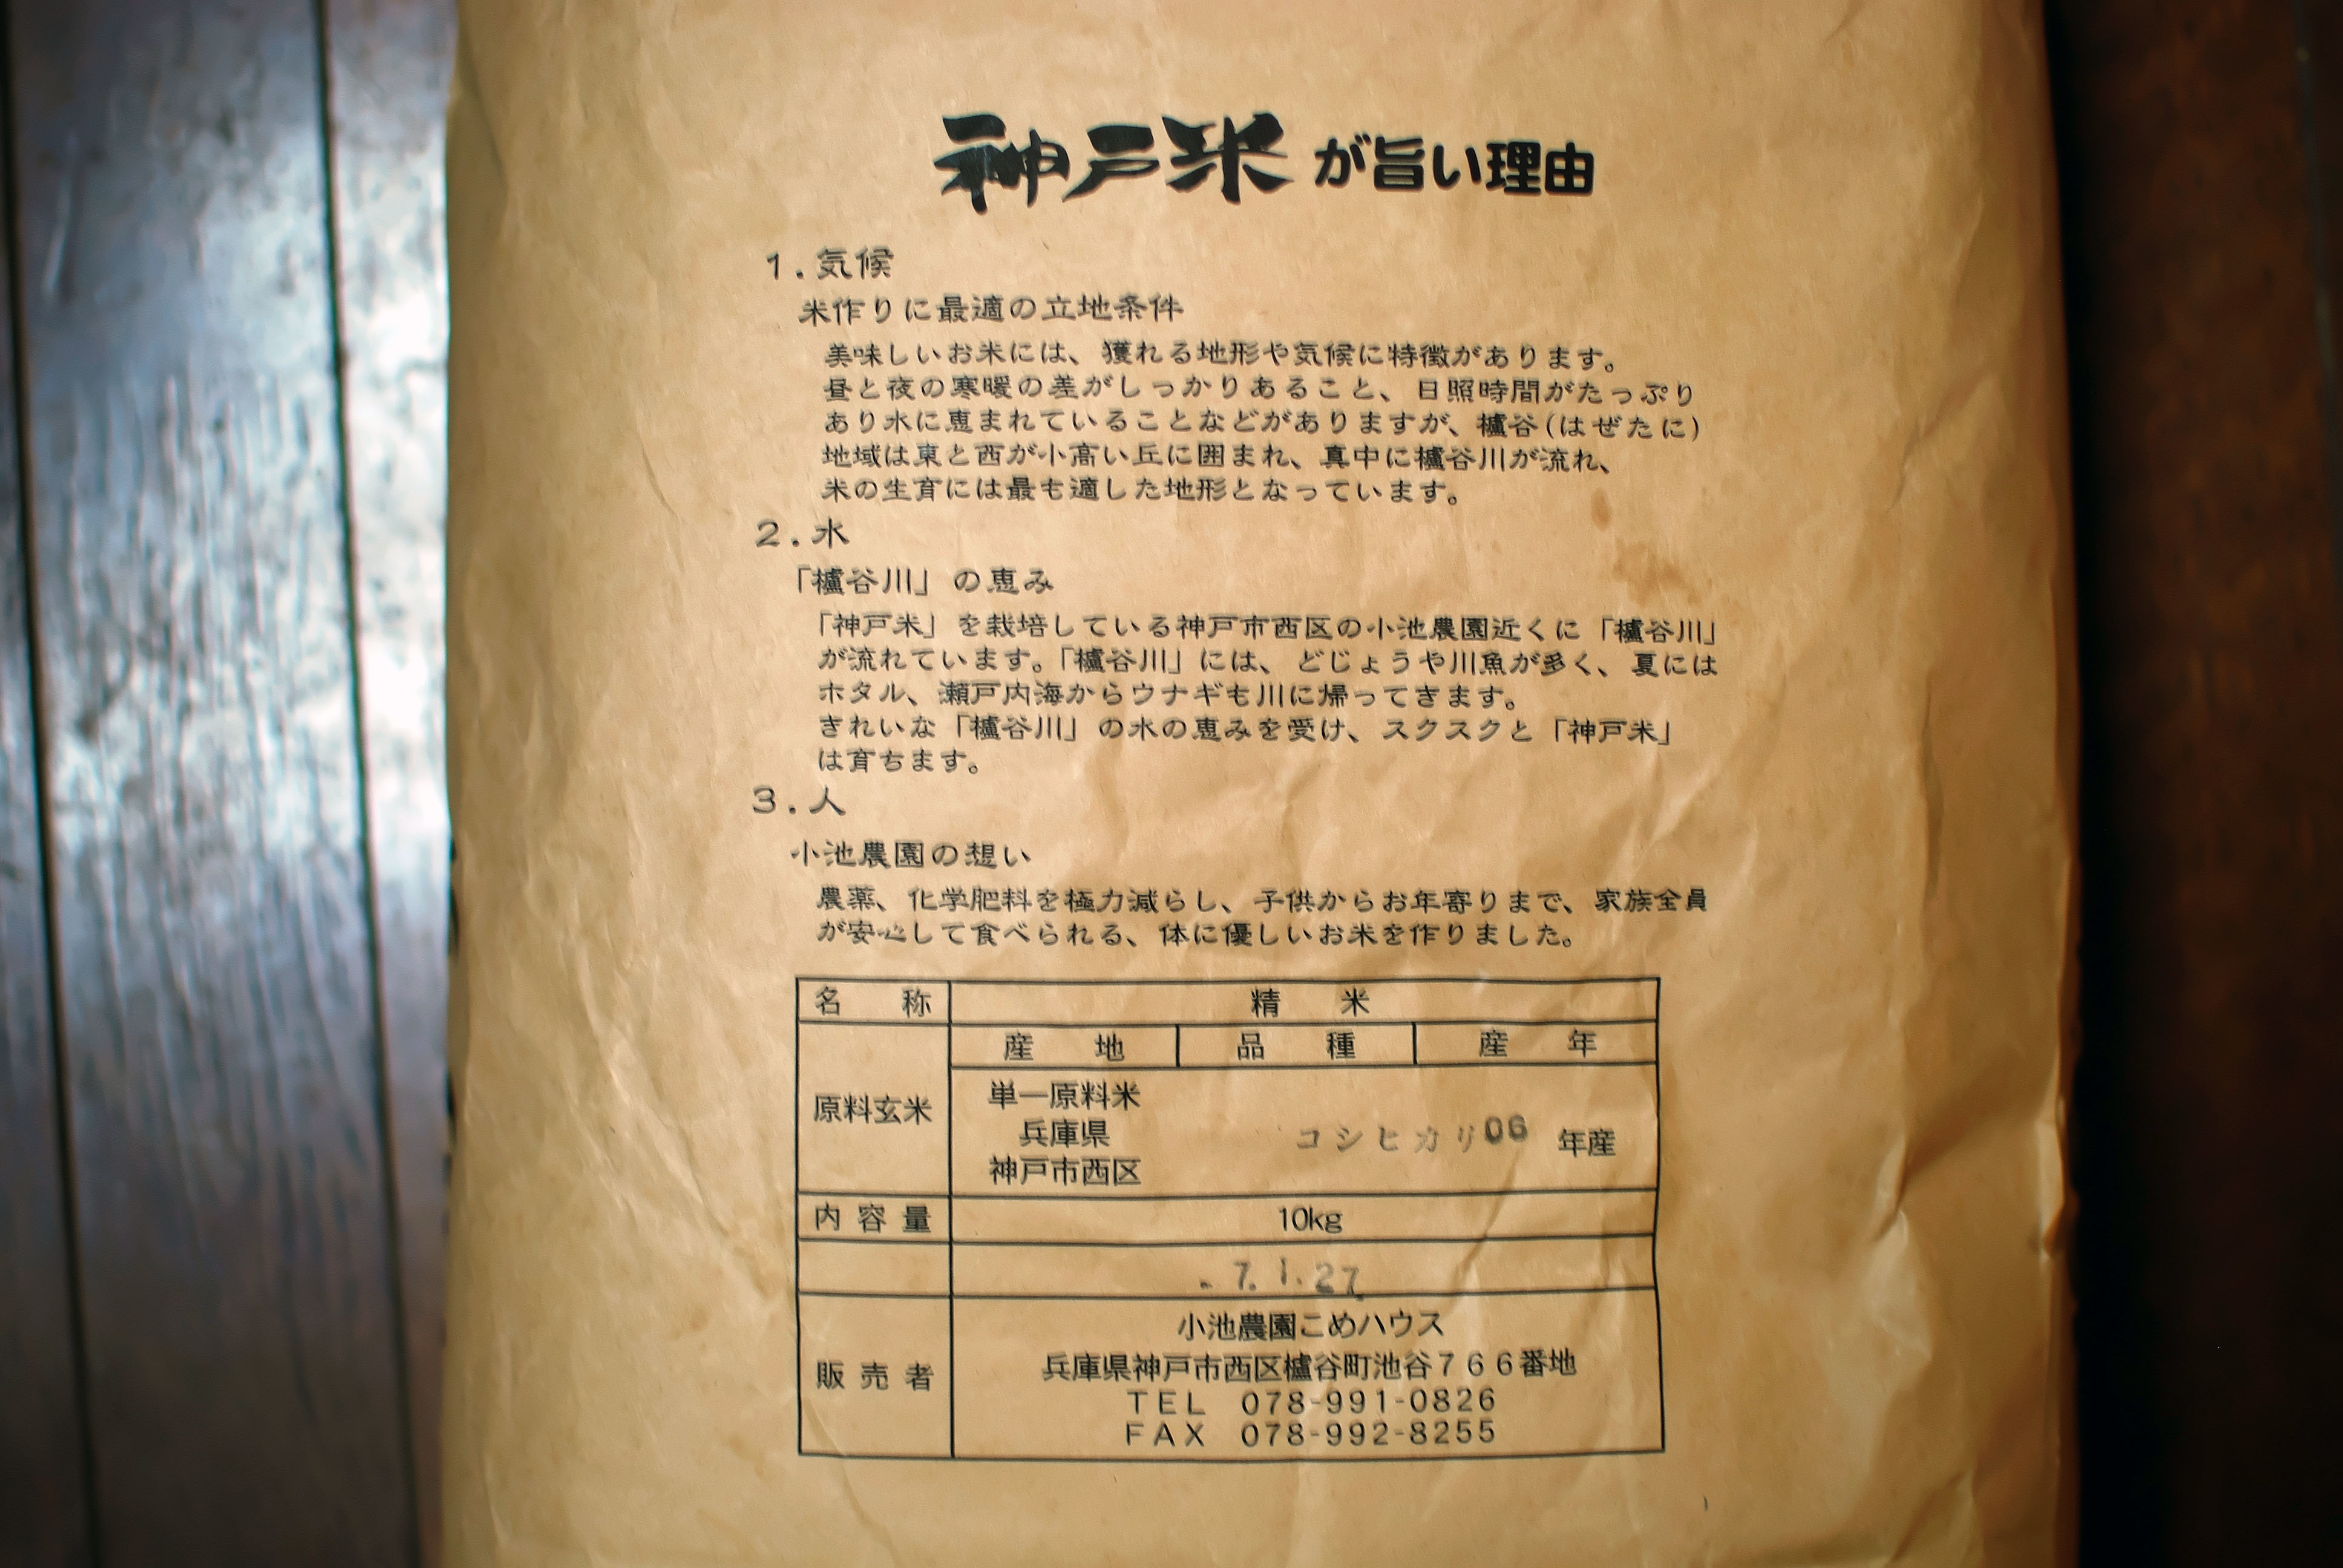 神戸米が旨い理由
1.気候
米作りに最適の立地条件
美味しいお米には、獲れる地形や気候に特徴があります。
昼と夜の寒暖の差がしっかりあること、日照時間がたっぷり
あり水に恵まれていることなどがありますが、櫨谷(はぜたに)
地域は東と西が小高い丘に囲まれ、真中に櫨谷川が流れ、
米の生育には最も適した地形となっています。
2.水
「櫨谷川」の恵み
「神戸米」を栽培している神戸市西区の小池農園近くに「櫨谷川」
が流れています。「櫨谷川」には、どじょうや川魚が多く、夏には
ホタル、瀬戸内海からウナギも川に帰ってきます。
きれいな「櫨谷川」の水の恵みを受け、スクスクと「神戸米」
は育ちます。
3.人
小池農園の想い
農薬、化学肥料を極力減らし、子供からお年寄りまで、家族全員
が安心して食べられる、体に優しいお米を作りました。
名称 精米
産地 品種 産年
原料玄米
単一原料米
兵庫県
神戸市西区
コシヒカリ 06 年産
内容量 10kg
7.1.27
販売者
小池農園こめハウス
兵庫県神戸市西区櫨谷町池谷766番地
TEL 078-991-0826
FAX 078-992-8255